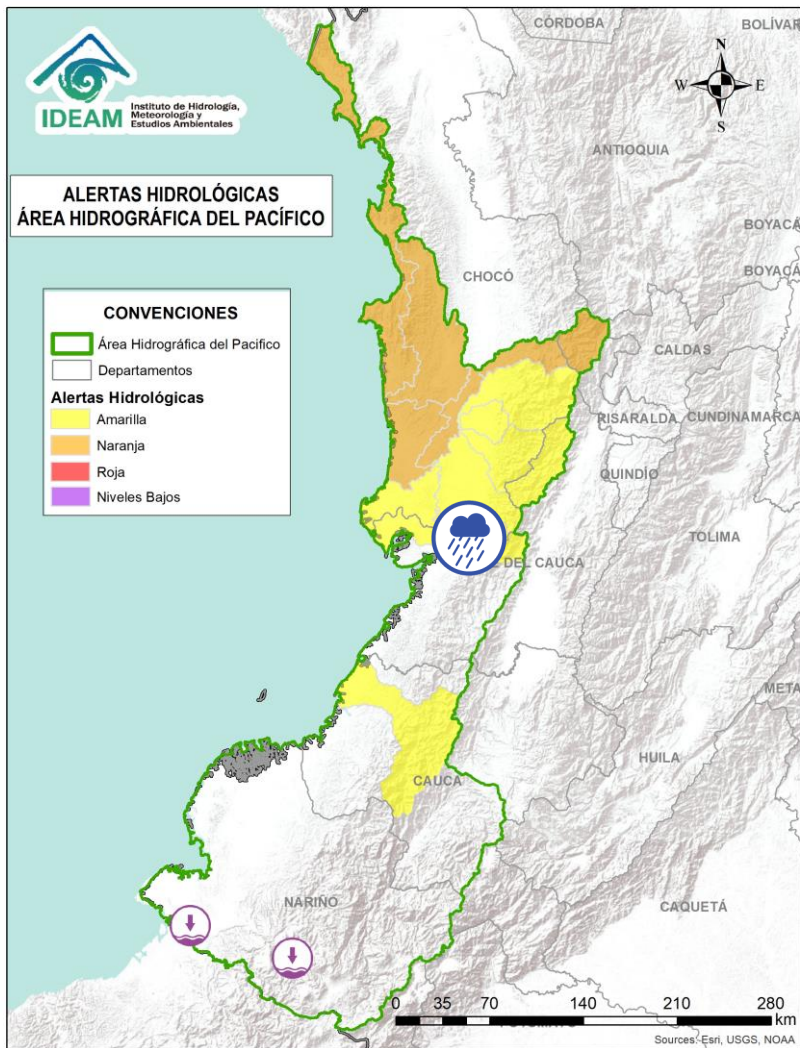 CÓRDOBA
BOLÍVAR
IDEAM
Instituto de Hidrología,
Meteorología y
Estudios Ambientales
N
W
E
S
ANTIOQUIA
ALERTAS HIDROLÓGICAS
ÁREA HIDROGRÁFICA DEL PACÍFICO
BOYACÁ
BOYACÁ
CHOCÓ
CONVENCIONES
Área Hidrográfica del Pacifico
Departamentos
Alertas Hidrológicas
Amarilla
Naranja
Roja
Niveles Bajos
CALDAS
RISARALDA
CUNDINAMARCA
QUINDÍO
TOLIMA
DEL CAUCA
META
HUILA
CAUCA
NARIÑO
CAQUETÁ
0 35 70 140 210 280
km
Sources: Esri, USGS, NOAA